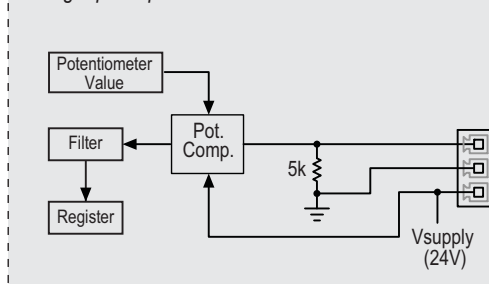 Potentiometer
Value
Filter
Pot.
Comp.
5k
Register
Vsupply
(24V)